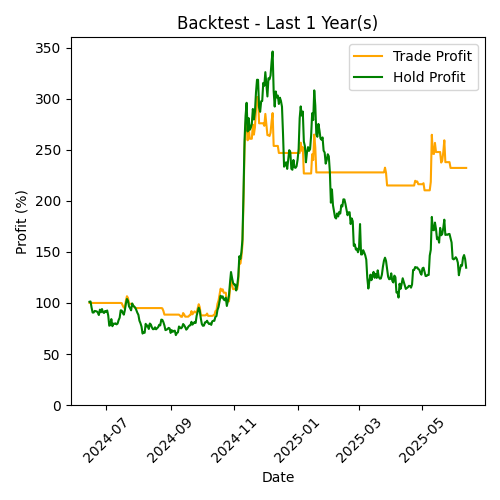 Backtest - Last 1 Year(s)
Trade Profit
Hold Profit
Profit (%)
350
300
250
200
150
100
50
0
2024-07
2024-09
2024-11
2025-01
2025-03
2025-05
Date